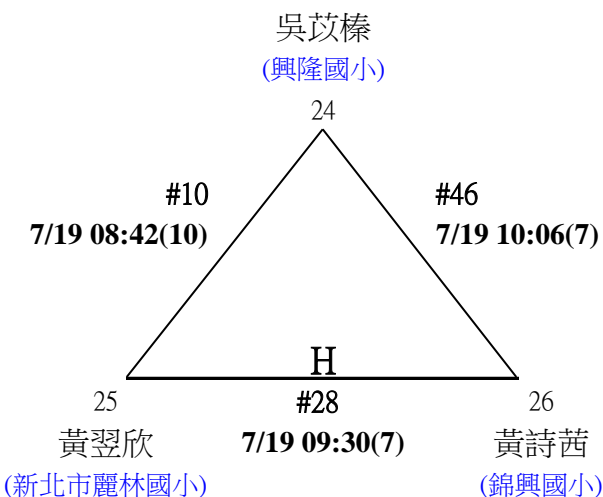 吳苡榛
(興隆國小)
24
#10
#46
7/19 08:42(10)
7/19 10:06(7)
H
25
#28
26
黃翌欣
7/19 09:30(7)
黃詩茜
(新北市麗林國小)
(錦興國小)